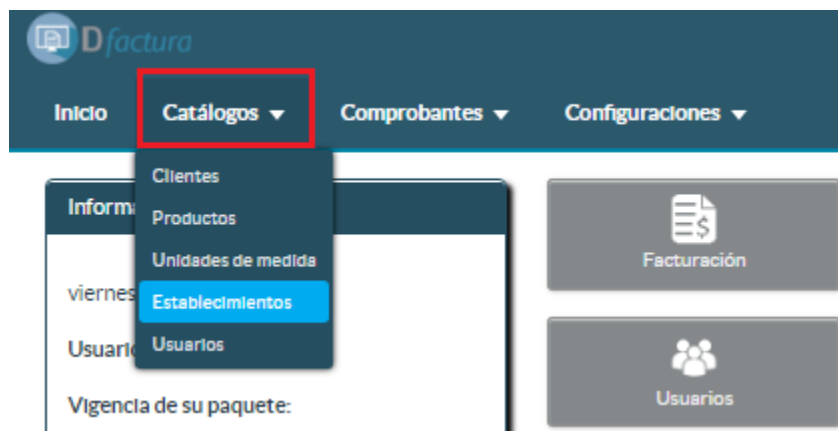 Dfactura
Inicio Catálogos Comprobantes Configuraciones
Clientes
Productos
Unidades de medida
Establecimientos
Usuarios
Inform
viernes
Usuario
Vigencia de su paquete:
Facturación
Usuarios